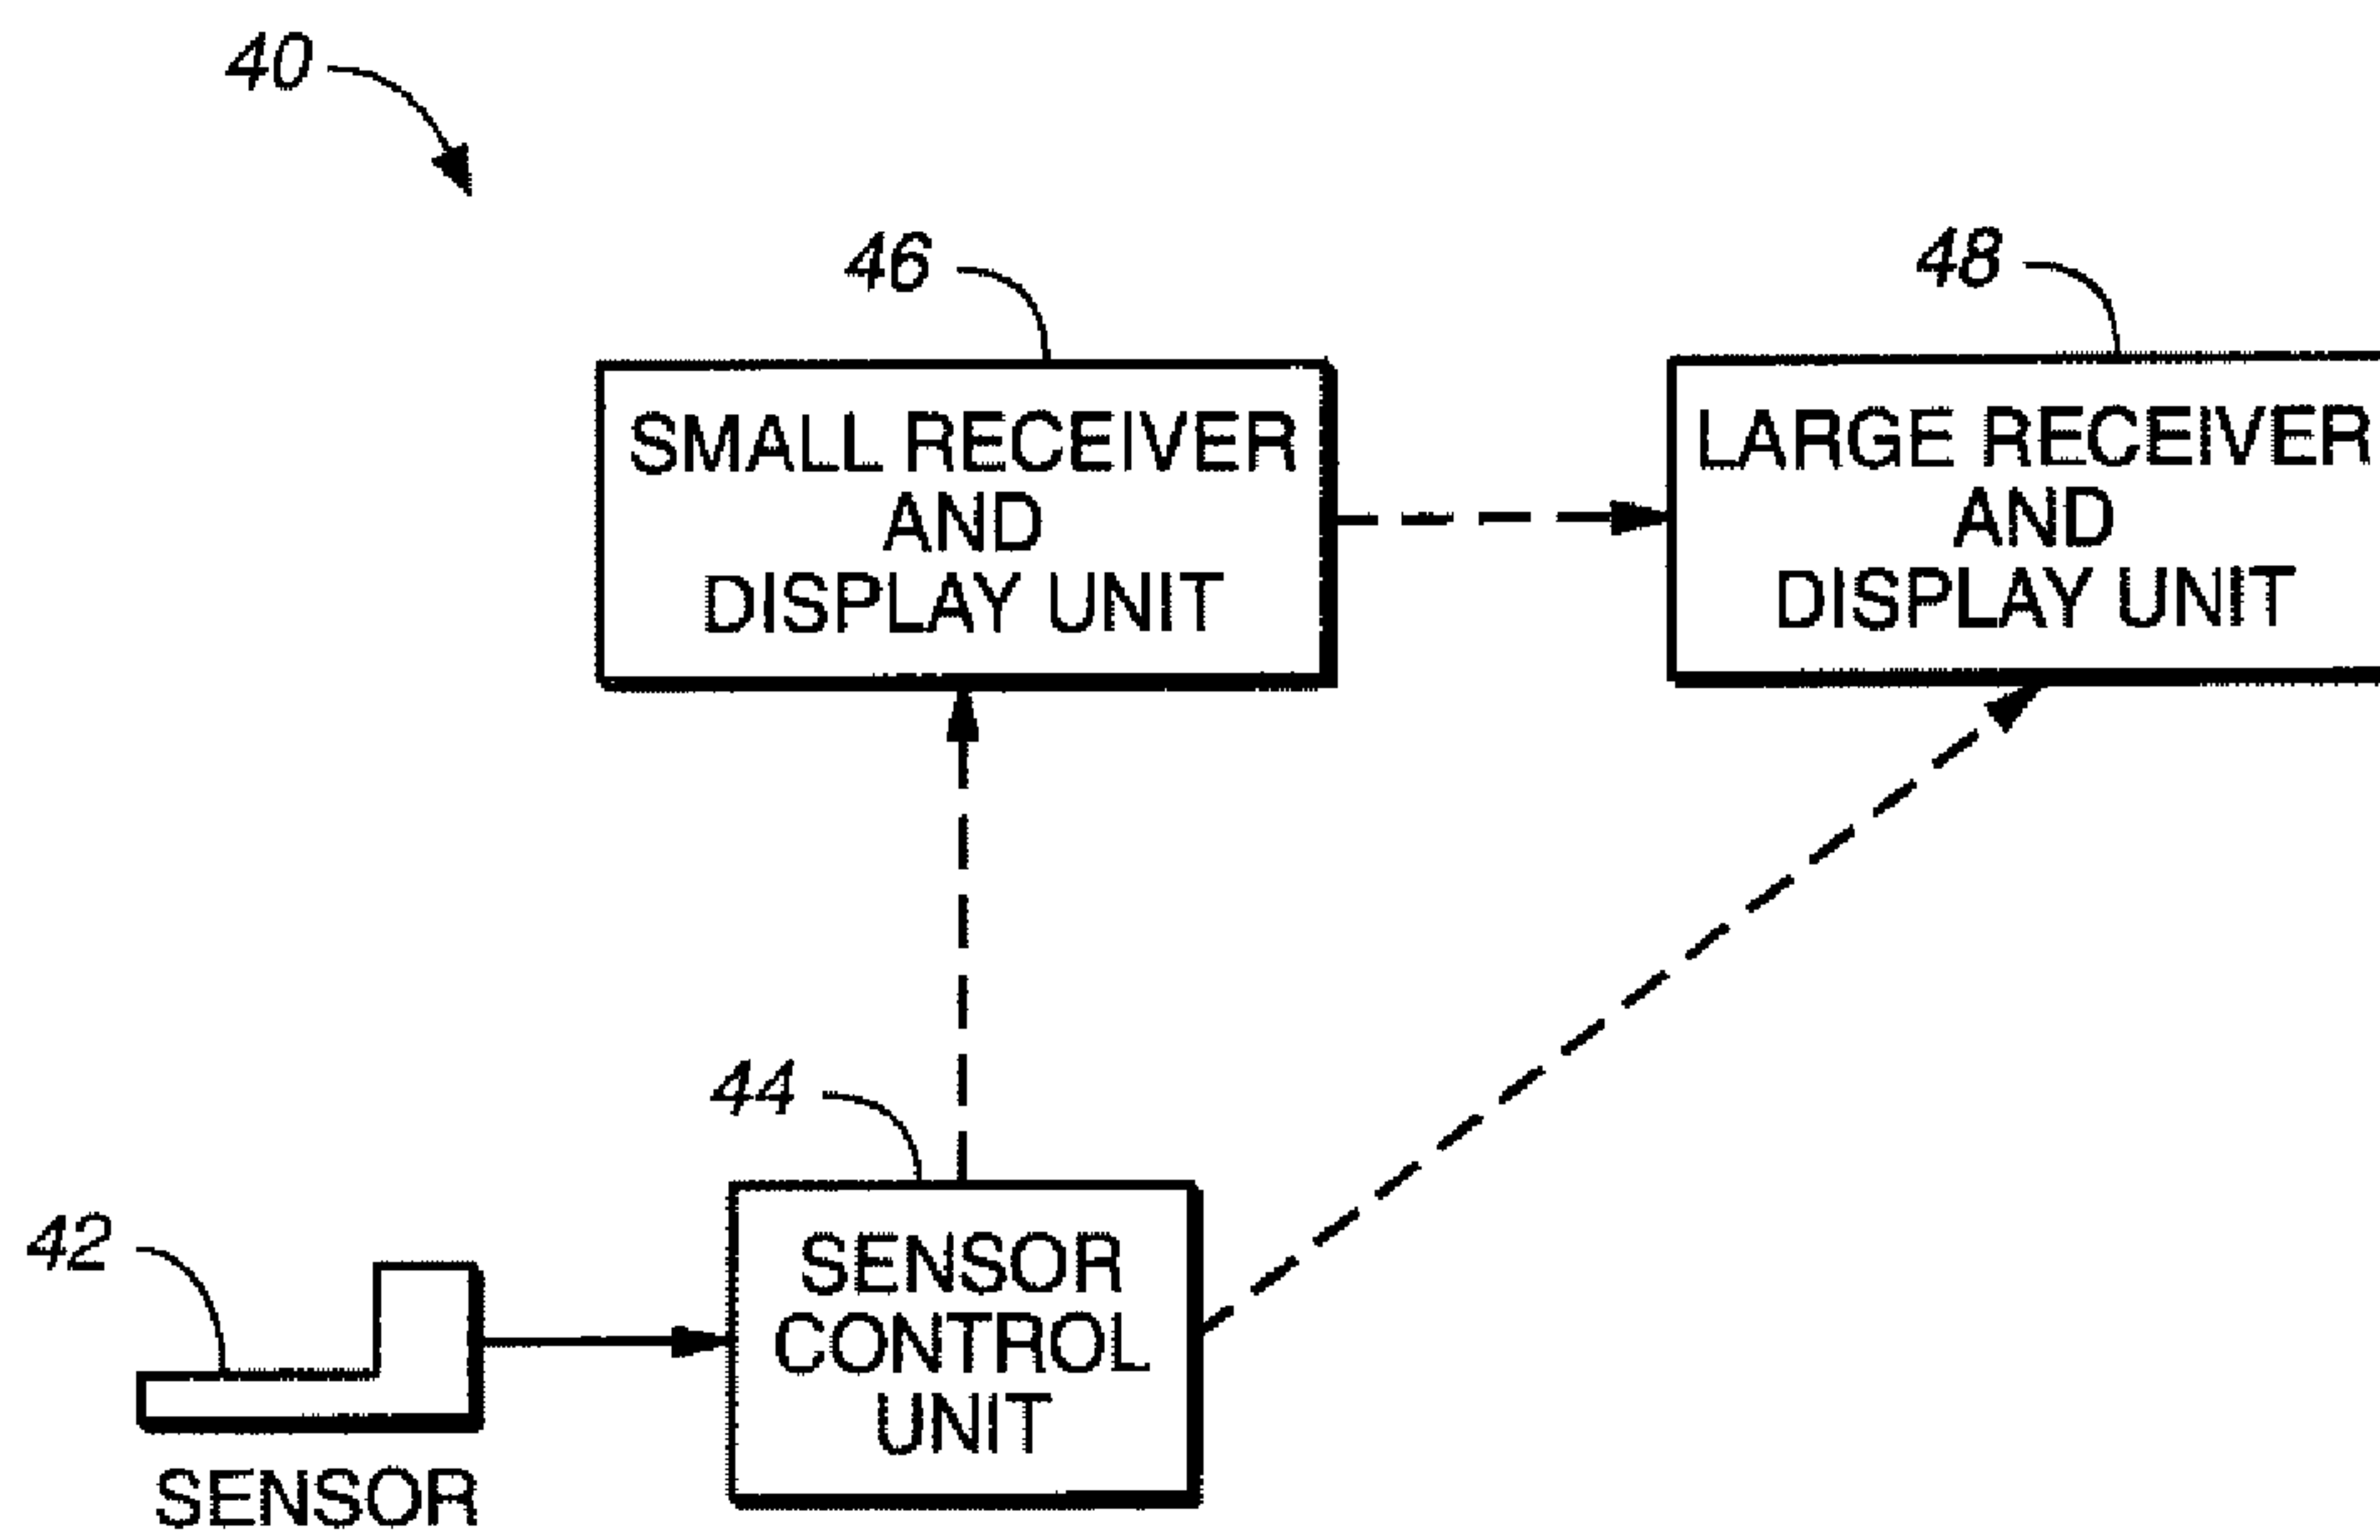 40
46
48
SMALL RECEIVER
AND
DISPLAY UNIT
LARGE RECEIVER
AND
DISPLAY UNIT
44
42
SENSOR
CONTROL
UNIT
SENSOR